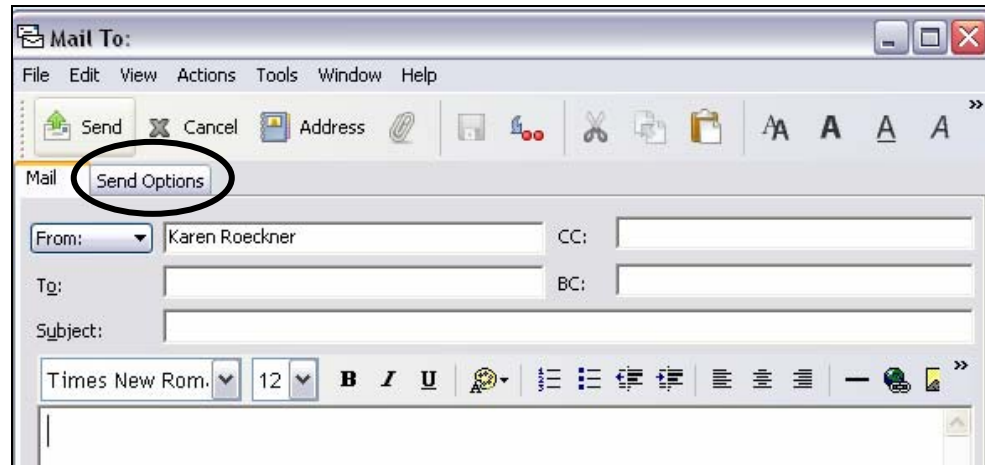 Mail To:
File Edit View Actions Tools Window Help
Send Cancel Address AA A A A »
Mail Send Options
From: Karen Roeckner CC:
To: BC:
Subject:
Times New Rom 12 B I U »